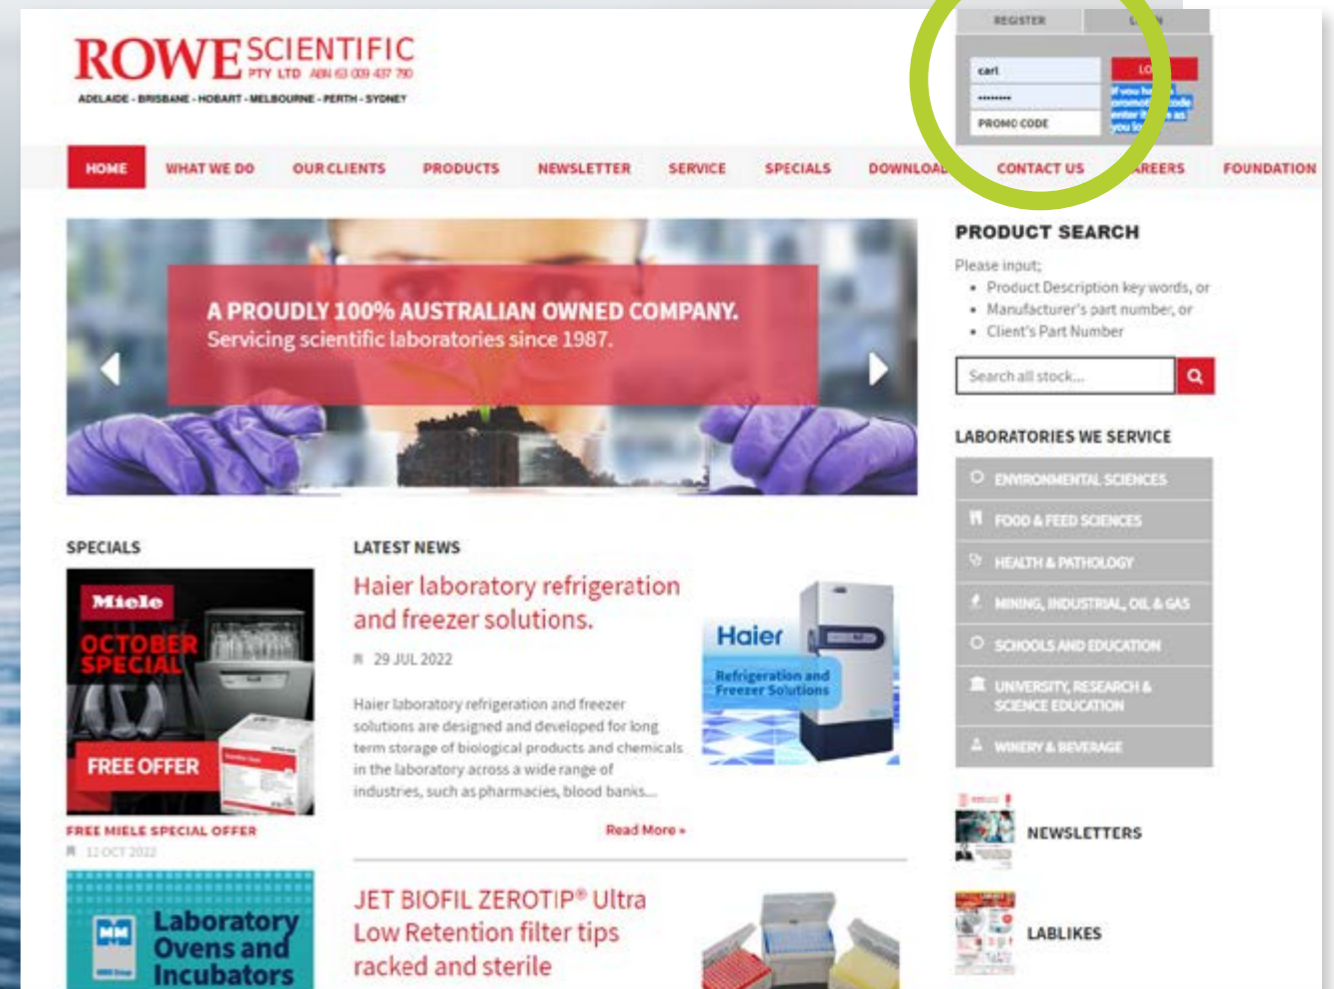 ROWE SCIENTIFIC
PTY LTD ABN 63 009 437 790
ADELAIDE - BRISBANE - HOBART - MELBOURNE - PERTH - SYDNEY
REGISTER
carl
••••••••
PROMO CODE
HOME WHAT WE DO OUR CLIENTS PRODUCTS NEWSLETTER SERVICE SPECIALS DOWNLOAD CONTACT US CAREERS FOUNDATION
A PROUDLY 100% AUSTRALIAN OWNED COMPANY.
Servicing scientific laboratories since 1987.
PRODUCT SEARCH
Please input;
• Product Description key words, or
• Manufacturer's part number, or
• Client's Part Number
Search all stock...
LABORATORIES WE SERVICE
ENVIRONMENTAL SCIENCES
FOOD & FEED SCIENCES
HEALTH & PATHOLOGY
MINING, INDUSTRIAL, OIL & GAS
SCHOOLS AND EDUCATION
UNIVERSITY, RESEARCH &
SCIENCE EDUCATION
WINERY & BEVERAGE
NEWSLETTERS
LABLIKES
SPECIALS
Miele
OCTOBER
SPECIAL
FREE OFFER
FREE MIELE SPECIAL OFFER
12 OCT 2022
MM
Laboratory
Ovens and
Incubators
LATEST NEWS
Haier laboratory refrigeration
and freezer solutions.
29 JUL 2022
Haier laboratory refrigeration and freezer
solutions are designed and developed for long
term storage of biological products and chemicals
in the laboratory across a wide range of
industries, such as pharmacies, blood banks....
Read More »
Haier
Refrigeration and
Freezer Solutions
JET BIOFIL ZEROTIP® Ultra
Low Retention filter tips
racked and sterile